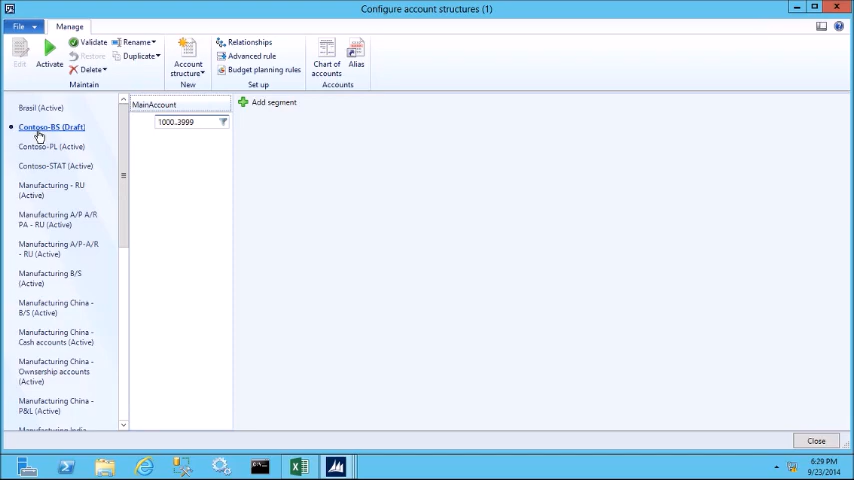 Configure account structures (1)
File
Manage
Edit
Activate
Validate
Restore
Delete
Rename
Duplicate
Maintain
Account
structure
New
Relationships
Advanced rule
Budget planning rules
Set up
Chart of
accounts
Alias
Accounts
Brasil (Active)
Contoso-BS (Draft)
Contoso-PL (Active)
Contoso-STAT (Active)
Manufacturing - RU
(Active)
Manufacturing A/P A/R
PA - RU (Active)
Manufacturing A/P-A/R
- RU (Active)
Manufacturing B/S
(Active)
Manufacturing China -
B/S (Active)
Manufacturing China -
Cash accounts (Active)
Manufacturing China -
Ownsership accounts
(Active)
Manufacturing China -
P&L (Active)
Manufacturing India
MainAccount
1000..3999
Add segment
Close
6:29 PM
9/23/2014